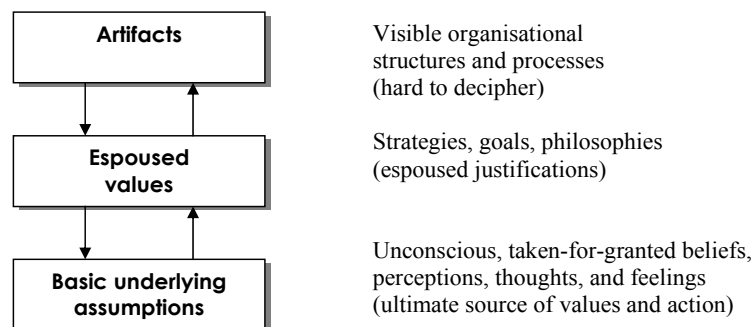 Artifacts
Visible organisational
structures and processes
(hard to decipher)
Espoused
values
Strategies, goals, philosophies
(espoused justifications)
Basic underlying
assumptions
Unconscious, taken-for-granted beliefs,
perceptions, thoughts, and feelings
(ultimate source of values and action)